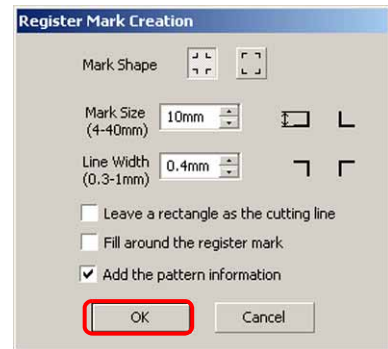 Register Mark Creation
Mark Shape
Mark Size
(4-40mm)
10mm
Line Width
(0.3-1mm)
0.4mm
Leave a rectangle as the cutting line
Fill around the register mark
Add the pattern information
OK
Cancel